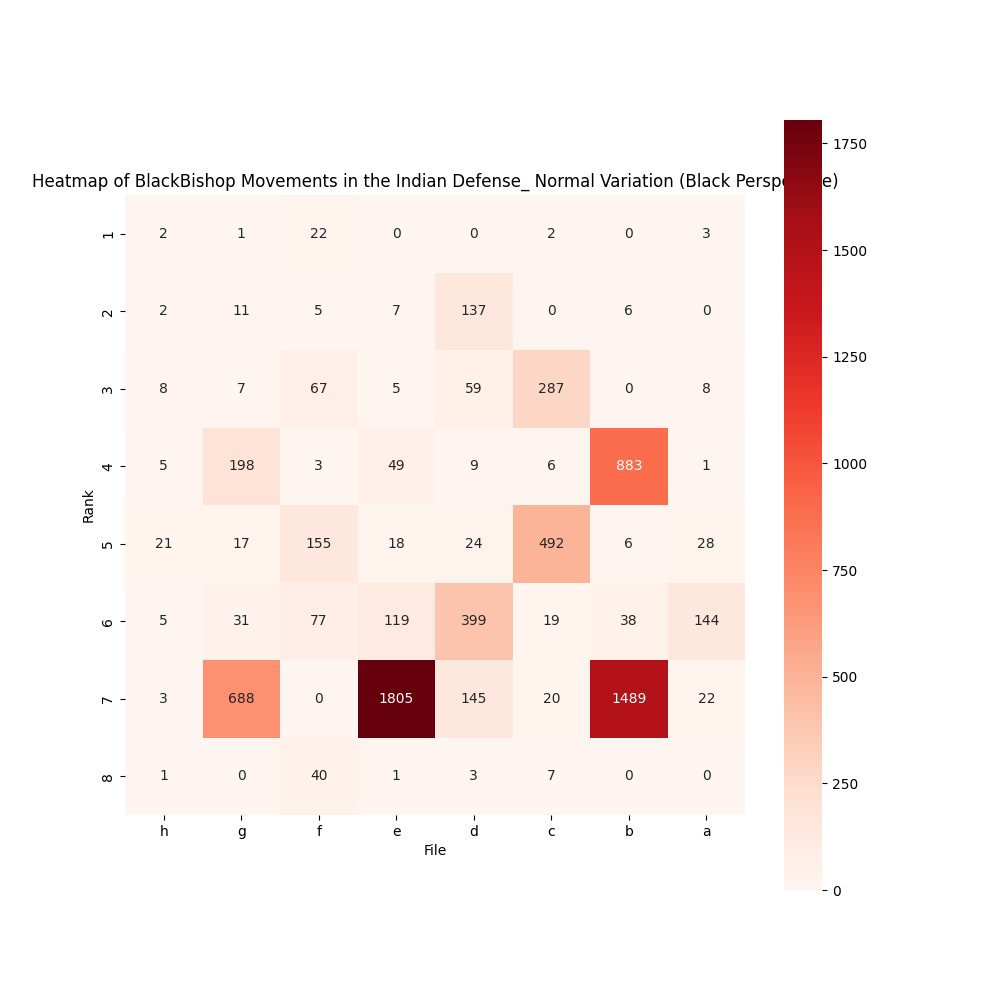 Heatmap of BlackBishop Movements in the Indian Defense_ Normal Variation (Black Perspe    e)
1750
1500
1250
1000
750
500
250
0
Rank
1 2 1 22 0 0 2 0 3
2 2 11 5 7 137 0 6 0
3 8 7 67 5 59 287 0 8
4 5 198 3 49 9 6 883 1
5 21 17 155 18 24 492 6 28
6 5 31 77 119 399 19 38 144
7 3 688 0 1805 145 20 1489 22
8 1 0 40 1 3 7 0 0
h g f e d c b a
File